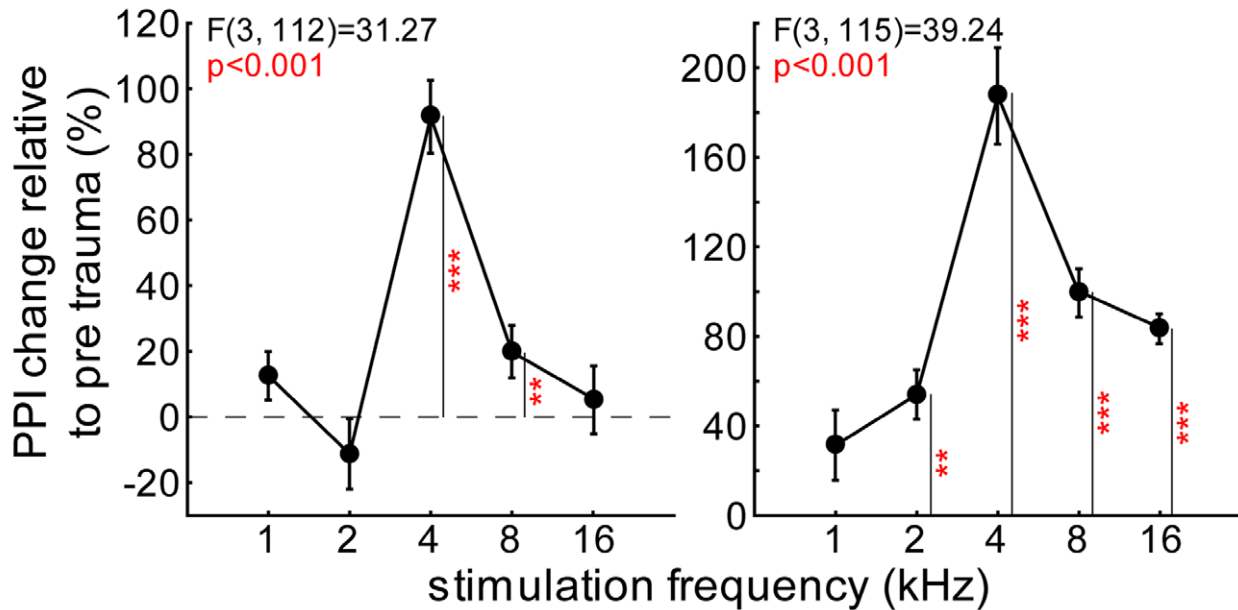 PPI change relative
to pre trauma (%)
120
100
80
60
40
20
0
-20
F(3, 112)=31.27
p<0.001
***
**
1 2 4 8 16
200
160
120
80
40
0
F(3, 115)=39.24
p<0.001
**
***
***
***
1 2 4 8 16
stimulation frequency (kHz)